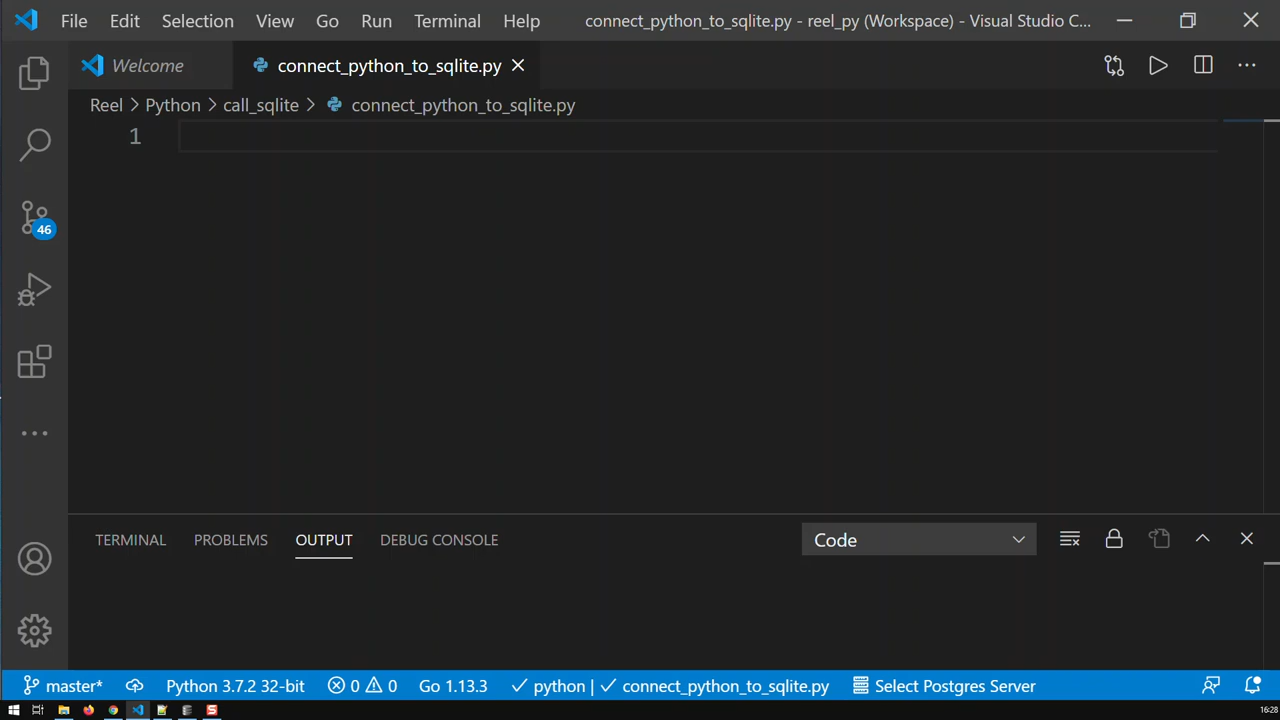 File Edit Selection View Go Run Terminal Help connect_python_to_sqlite.py - reel_py (Workspace) - Visual Studio C...
Welcome connect_python_to_sqlite.py
Reel > Python > call_sqlite > connect_python_to_sqlite.py
1
46
TERMINAL PROBLEMS OUTPUT DEBUG CONSOLE Code
master* Python 3.7.2 32-bit 0 0 Go 1.13.3 python | connect_python_to_sqlite.py Select Postgres Server
16:28